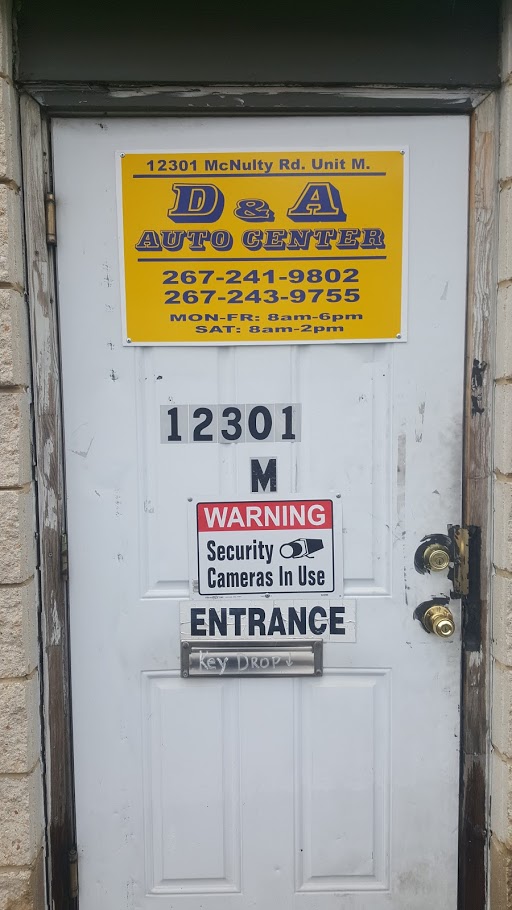 12301 McNulty Rd. Unit M.
D & A
AUTO CENTER
267-241-9802
267-243-9755
MON-FR: 8am-6pm
SAT: 8am-2pm
12301
M
WARNING
Security
Cameras In Use
ENTRANCE
KEY DROP ↓